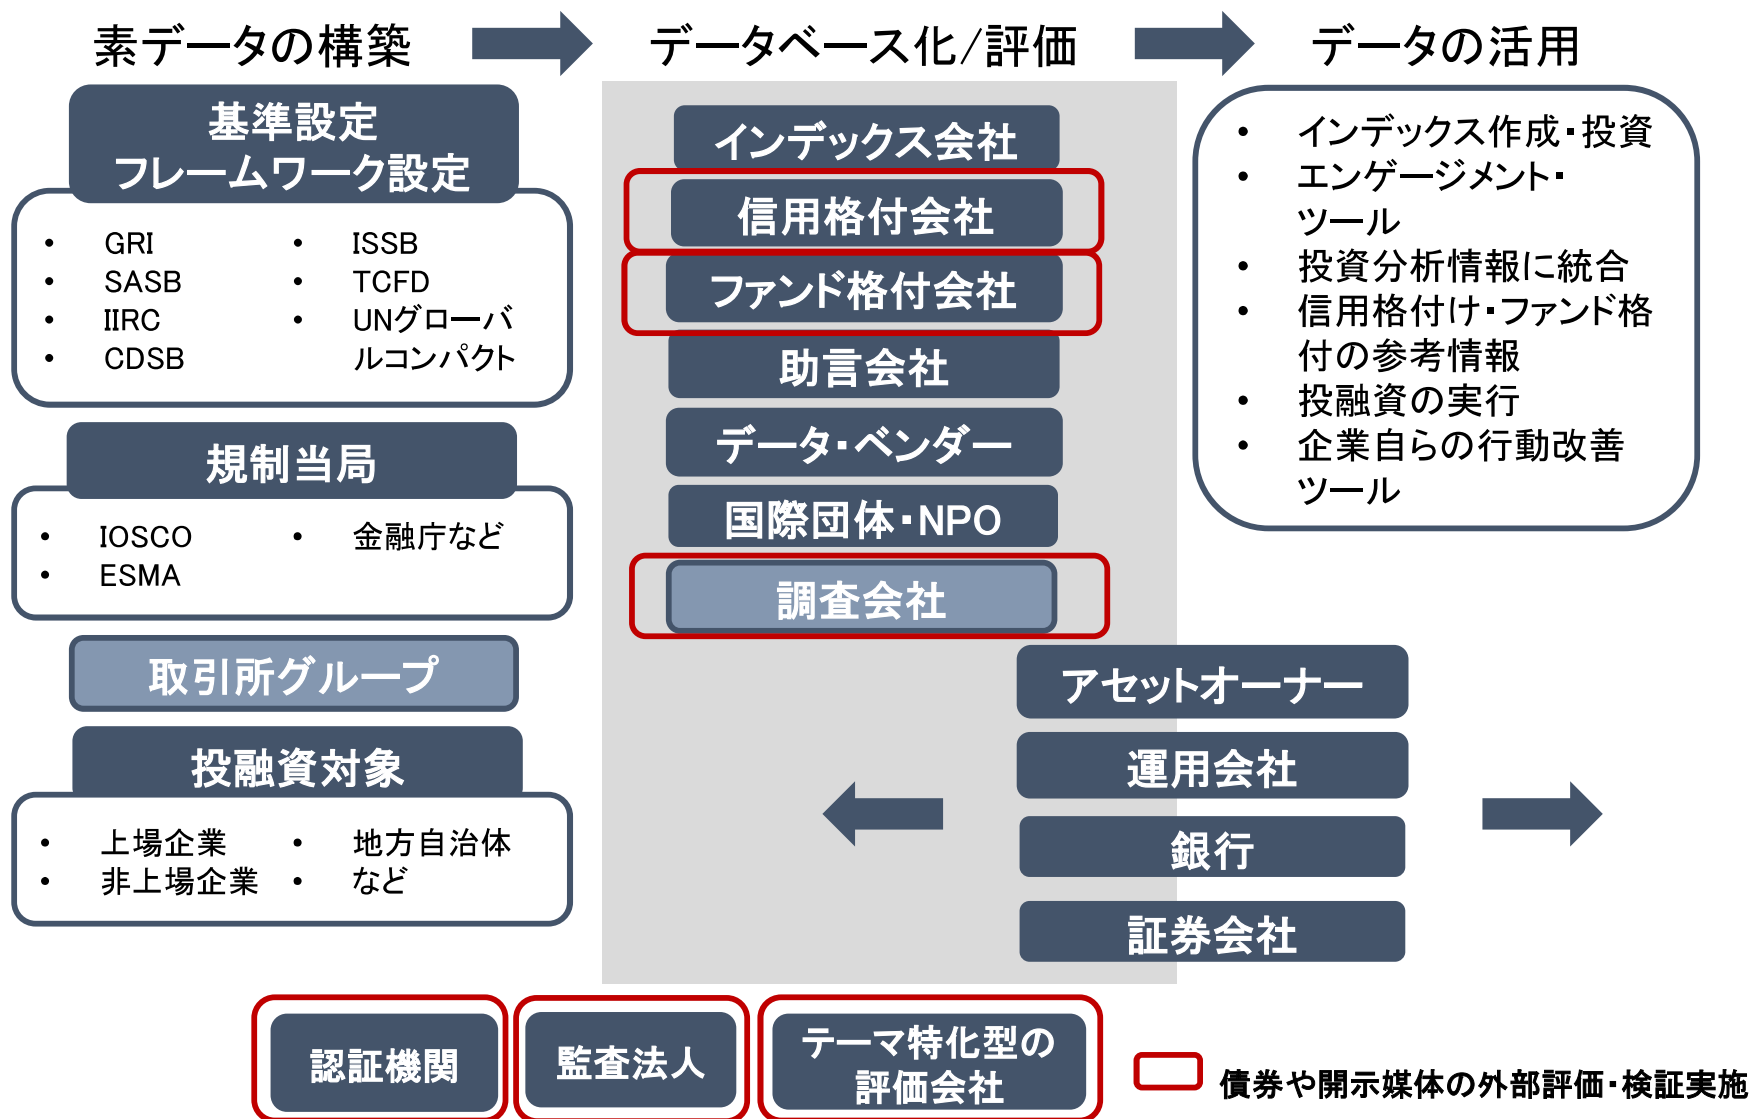 素データの構築
データベース化/評価
データの活用
基準設定
フレームワーク設定
• GRI
• SASB
• IIRC
• CDSB
• ISSB
• TCFD
• UNグローバ
ルコンパクト
規制当局
• IOSCO
• ESMA
• 金融庁など
取引所グループ
投融資対象
• 上場企業
• 非上場企業
• 地方自治体
• など
インデックス会社
信用格付会社
ファンド格付会社
助言会社
データ・ベンダー
国際団体・NPO
調査会社
アセットオーナー
運用会社
銀行
証券会社
• インデックス作成・投資
• エンゲージメント・
ツール
• 投資分析情報に統合
• 信用格付け・ファンド格
付の参考情報
• 投融資の実行
• 企業自らの行動改善
ツール
認証機関
監査法人
テーマ特化型の
評価会社
債券や開示媒体の外部評価・検証実施